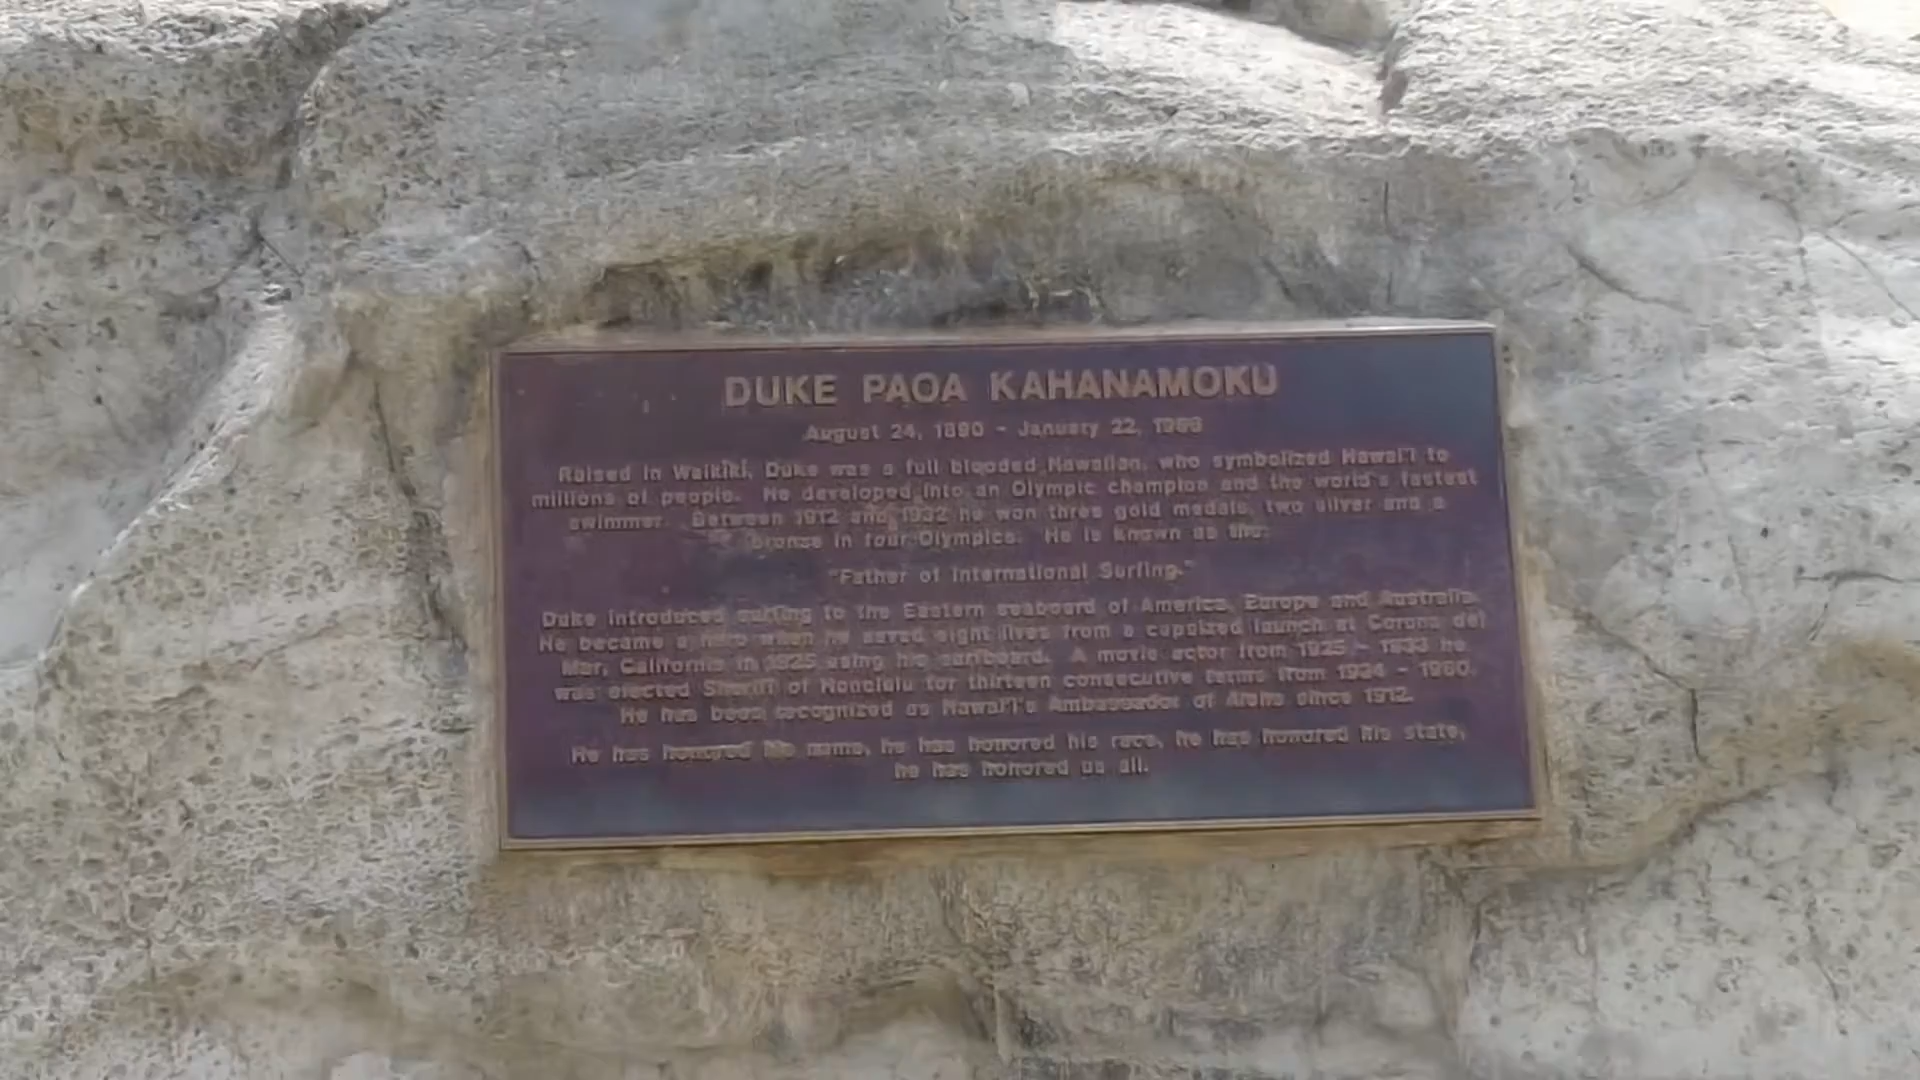 DUKE PAOA KAHANAMOKU
August 24, 1890 - January 22, 1968
Raised in Waikīkī, Duke was a full blooded Hawaiian, who symbolized Hawai'i to
millions of people. He developed into an Olympic champion and the world's fastest
swimmer. Between 1912 and 1932 he won three gold medals, two silver and a
bronze in four Olympics. He is known as the:
"Father of International Surfing."
Duke introduced surfing to the Eastern seaboard of America, Europe and Australia.
He became a hero when he saved eight lives from a capsized launch at Corona del
Mar, California in 1925 using his surfboard. A movie actor from 1925 - 1933 he
was elected Sheriff of Honolulu for thirteen consecutive terms from 1934 - 1960.
He has been recognized as Hawai'i's Ambassador of Aloha since 1912.
He has honored his name, he has honored his race, he has honored his state,
he has honored us all.